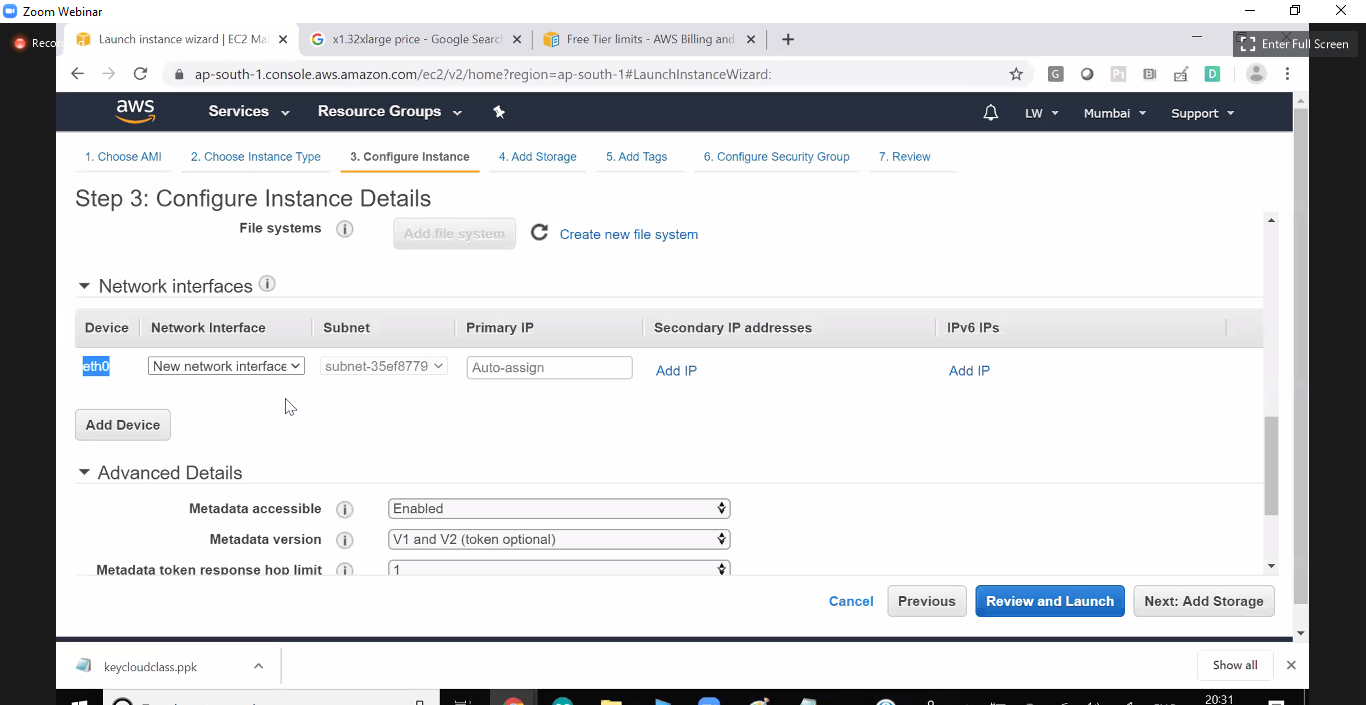 Zoom Webinar
Recor
Launch instance wizard | EC2 Ma
x1.32xlarge price - Google Searc
Free Tier limits - AWS Billing and
Enter Full Screen
ap-south-1.console.aws.amazon.com/ec2/v2/home?region=ap-south-1#LaunchInstanceWizard:
aws
Services
Resource Groups
LW
Mumbai
Support
1. Choose AMI
2. Choose Instance Type
3. Configure Instance
4. Add Storage
5. Add Tags
6. Configure Security Group
7. Review
Step 3: Configure Instance Details
File systems
Add file system
Create new file system
Network interfaces
Device
Network Interface
Subnet
Primary IP
Secondary IP addresses
IPv6 IPs
eth0
New network interface
subnet-35ef8779
Auto-assign
Add IP
Add IP
Add Device
Advanced Details
Metadata accessible
Enabled
Metadata version
V1 and V2 (token optional)
Metadata token response hop limit
1
Cancel
Previous
Review and Launch
Next: Add Storage
keycloudclass.ppk
Show all
20:31